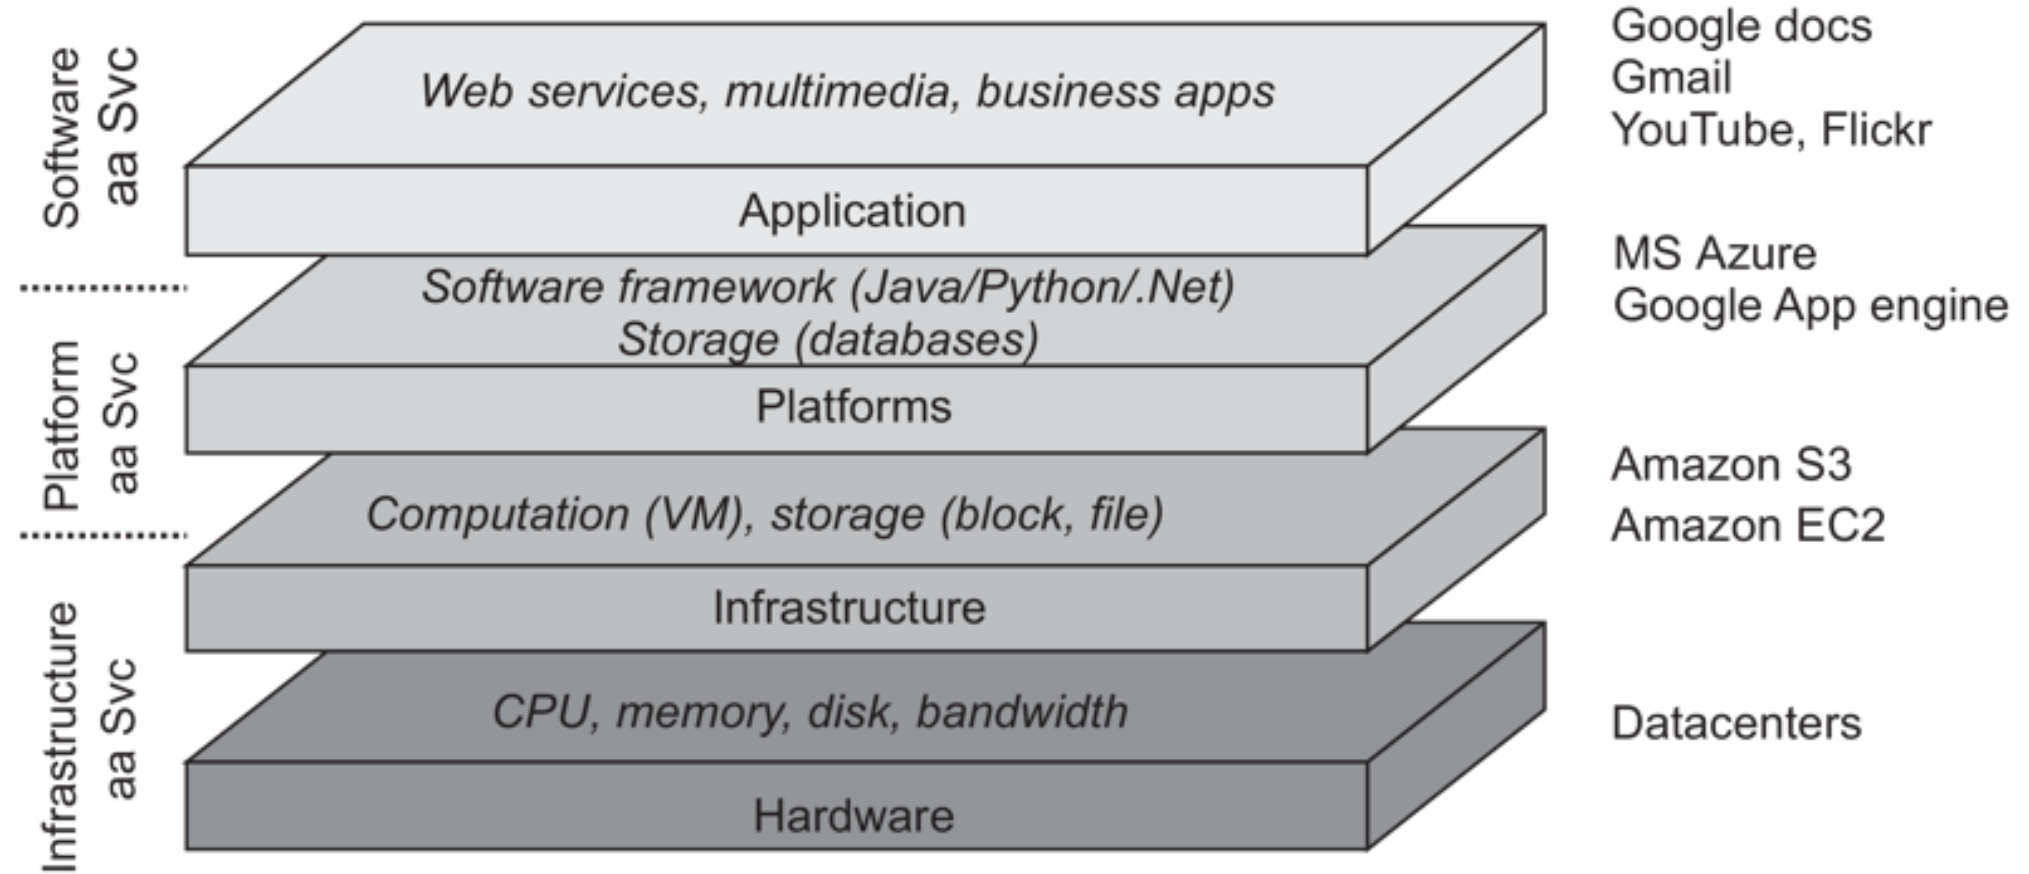 Software
aa Svc
Web services, multimedia, business apps
Application
Google docs
Gmail
YouTube, Flickr
Platform
aa Svc
Software framework (Java/Python/.Net)
Storage (databases)
Platforms
MS Azure
Google App engine
Infrastructure
aa Svc
Computation (VM), storage (block, file)
Infrastructure
Amazon S3
Amazon EC2
CPU, memory, disk, bandwidth
Hardware
Datacenters